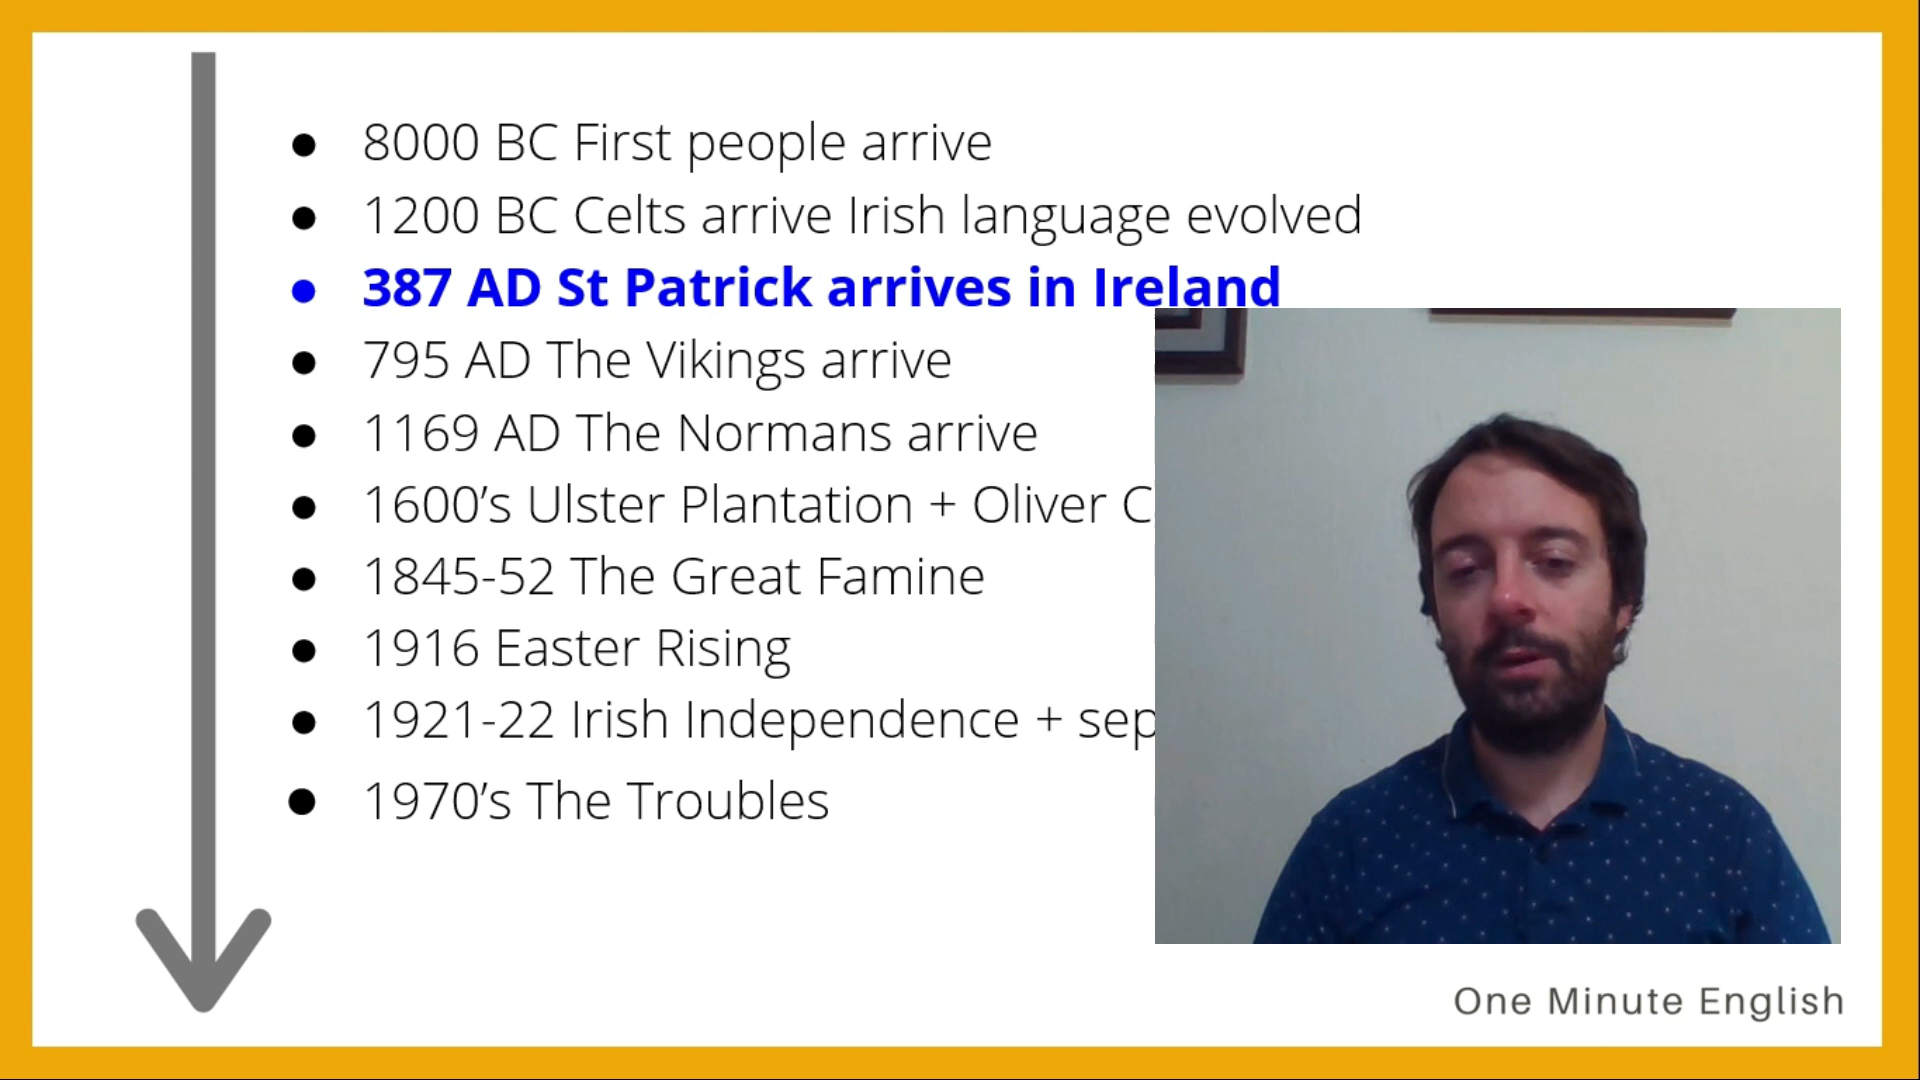 ● 8000 BC First people arrive
● 1200 BC Celts arrive Irish language evolved
● 387 AD St Patrick arrives in Ireland
● 795 AD The Vikings arrive
● 1169 AD The Normans arrive
● 1600’s Ulster Plantation + Oliver
● 1845-52 The Great Famine
● 1916 Easter Rising
● 1921-22 Irish Independence +
● 1970’s The Troubles
One Minute English